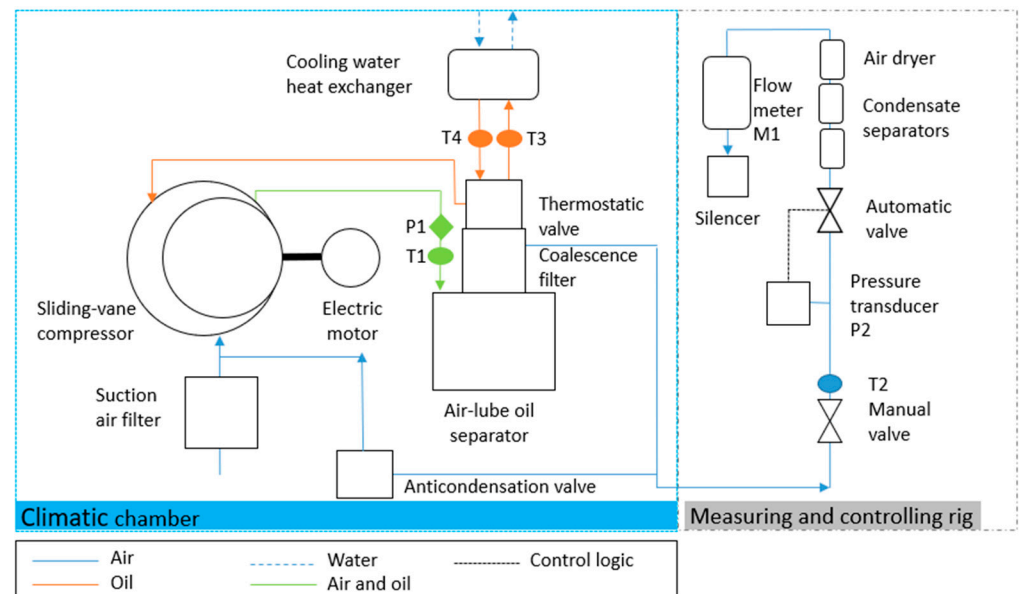 Cooling water
heat exchanger
T4
T3
Thermostatic
valve
P1
T1
Coalescence
filter
Sliding-vane
compressor
Electric
motor
Suction
air filter
Air-lube oil
separator
Anticondensation valve
Climatic chamber
Air dryer
Flow
meter
M1
Condensate
separators
Silencer
Automatic
valve
Pressure
transducer
P2
T2
Manual
valve
Measuring and controlling rig
Air
Water
Control logic
Oil
Air and oil